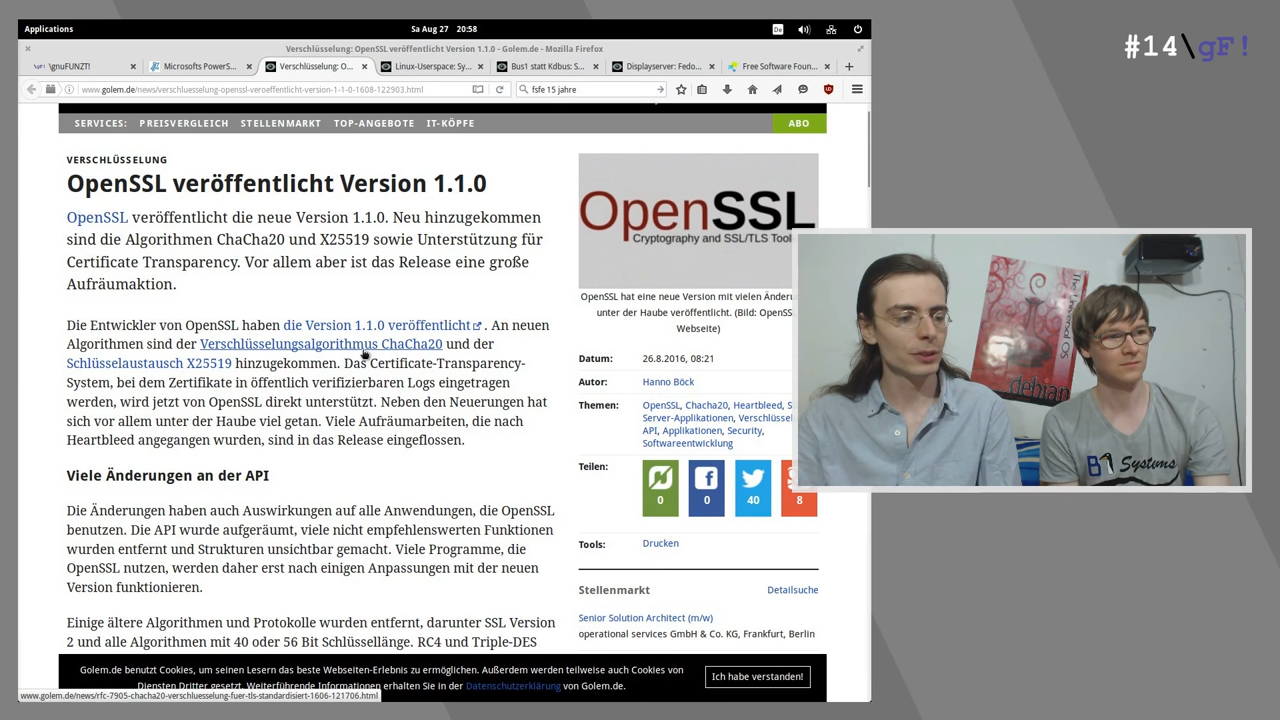 Applications
Sa Aug 27 20:58
De
#14\gF!
Verschlüsselung: OpenSSL veröffentlicht Version 1.1.0 - Golem.de - Mozilla Firefox
\gnuFUNZT!
Microsofts PowerS...
Verschlüsselung: O...
Linux-Userspace: Sy...
Bus1 statt Kdbus: S...
Displayserver: Fedo...
Free Software Foun...
www.golem.de/news/verschluesselung-openssl-veroeffentlicht-version-1-1-0-1608-122903.html
fsfe 15 jahre
SERVICES: PREISVERGLEICH STELLENMARKT TOP-ANGEBOTE IT-KÖPFE
ABO
VERSCHLÜSSELUNG
OpenSSL veröffentlicht Version 1.1.0
OpenSSL veröffentlicht die neue Version 1.1.0. Neu hinzugekommen
sind die Algorithmen ChaCha20 und X25519 sowie Unterstützung für
Certificate Transparency. Vor allem aber ist das Release eine große
Aufräumaktion.
Die Entwickler von OpenSSL haben die Version 1.1.0 veröffentlicht . An neuen
Algorithmen sind der Verschlüsselungsalgorithmus ChaCha20 und der
Schlüsselaustausch X25519 hinzugekommen. Das Certificate-Transparency-
System, bei dem Zertifikate in öffentlich verifizierbaren Logs eingetragen
werden, wird jetzt von OpenSSL direkt unterstützt. Neben den Neuerungen hat
sich vor allem unter der Haube viel getan. Viele Aufräumarbeiten, die nach
Heartbleed angegangen wurden, sind in das Release eingeflossen.
Viele Änderungen an der API
Die Änderungen haben auch Auswirkungen auf alle Anwendungen, die OpenSSL
benutzen. Die API wurde aufgeräumt, viele nicht empfehlenswerten Funktionen
wurden entfernt und Strukturen unsichtbar gemacht. Viele Programme, die
OpenSSL nutzen, werden daher erst nach einigen Anpassungen mit der neuen
Version funktionieren.
Einige ältere Algorithmen und Protokolle wurden entfernt, darunter SSL Version
2 und alle Algorithmen mit 40 oder 56 Bit Schlüssellänge. RC4 und Triple-DES
OpenSSL
Cryptography and SSL/TLS Tool
OpenSSL hat eine neue Version mit vielen Änder
unter der Haube veröffentlicht. (Bild: OpenSS
Webseite)
Datum: 26.8.2016, 08:21
Autor: Hanno Böck
Themen: OpenSSL, Chacha20, Heartbleed, S
Server-Applikationen, Verschlüssel
API, Applikationen, Security,
Softwareentwicklung
Teilen:
0 0 40 8
Tools: Drucken
Stellenmarkt Detailsuche
Senior Solution Architect (m/w)
operational services GmbH & Co. KG, Frankfurt, Berlin
debian
B1 Systems
Golem.de benutzt Cookies, um seinen Lesern das beste Webseiten-Erlebnis zu ermöglichen. Außerdem werden teilweise auch Cookies von
Diensten Dritter gesetzt. Weiterführende Informationen erhalten Sie in der Datenschutzerklärung von Golem.de.
Ich habe verstanden!
www.golem.de/news/rfc-7905-chacha20-verschluesselung-fuer-tls-standardisiert-1606-121706.html